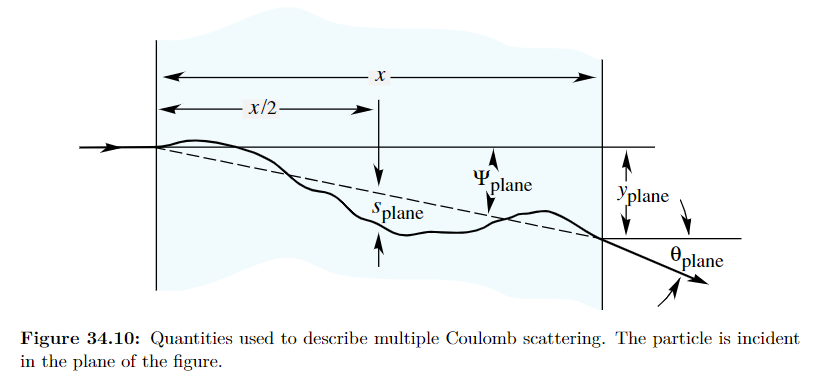 x
x/2
Ψplane
yplane
splane
θplane
Figure 34.10: Quantities used to describe multiple Coulomb scattering. The particle is incident
in the plane of the figure.